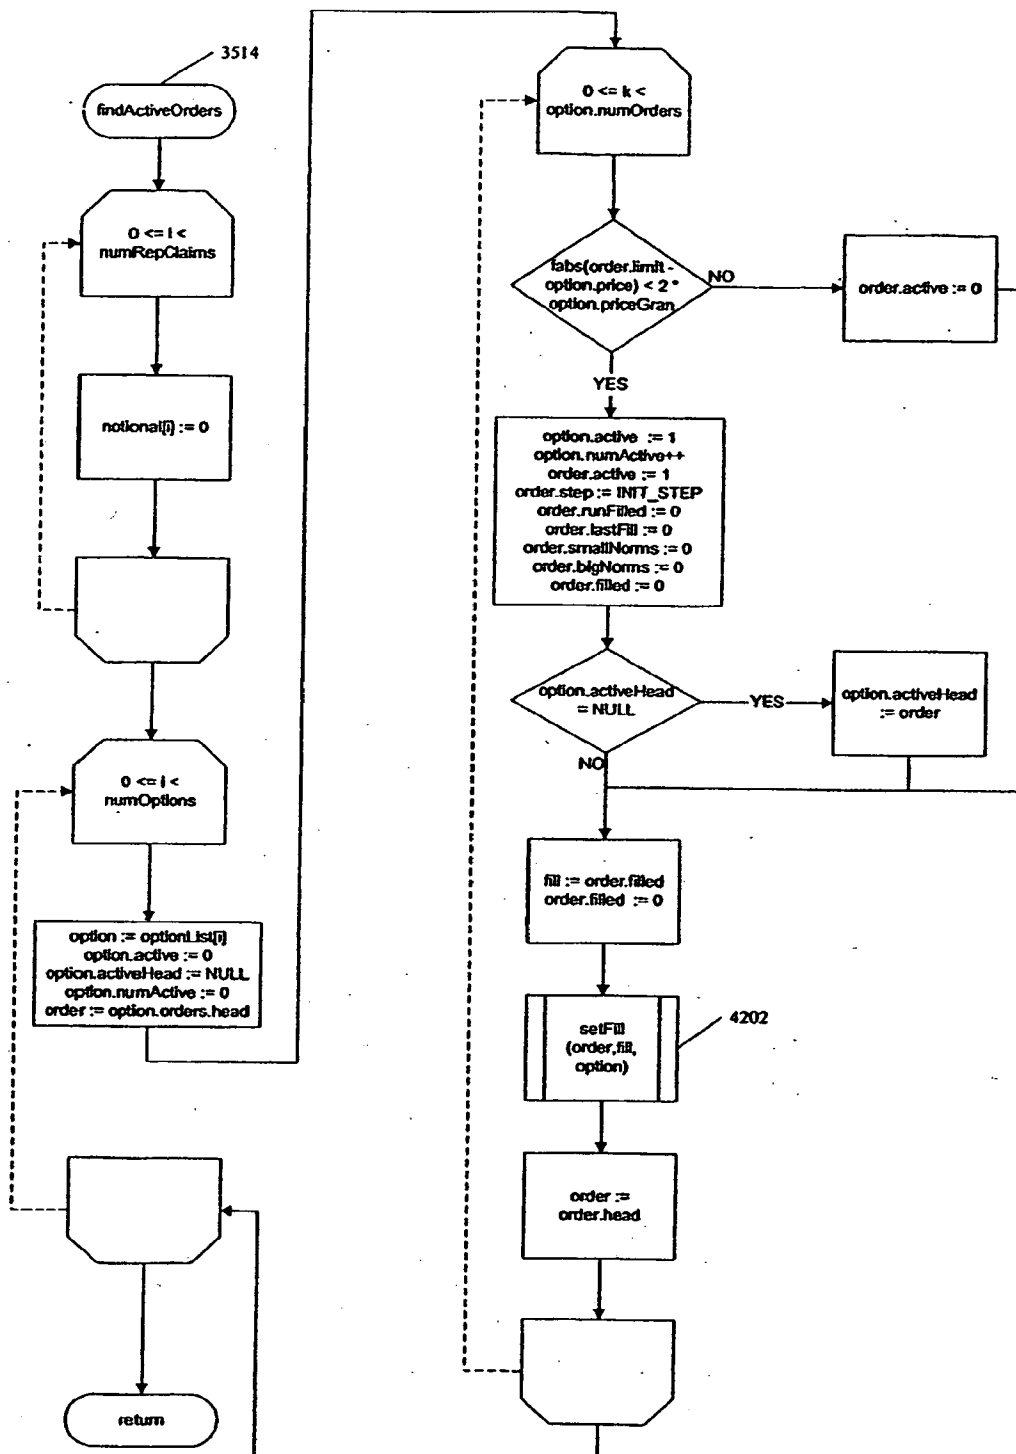 3514
findActiveOrders
0 <= i <
numRepClaims
notional[i] := 0
0 <= i <
numOptions
option := optionList[i]
option.active := 0
option.activeHead := NULL
option.numActive := 0
order := option.orders.head
return
0 <= k <
option.numOrders
fabs(order.limit -
option.price) < 2 *
option.priceGran
NO
order.active := 0
YES
option.active := 1
option.numActive++
order.active := 1
order.step := INIT_STEP
order.runFilled := 0
order.lastFill := 0
order.smallNorms := 0
order.bigNorms := 0
order.filled := 0
option.activeHead
= NULL
YES
option.activeHead
:= order
NO
fill := order.filled
order.filled := 0
setFill
(order,fill,
option)
4202
order :=
order.head